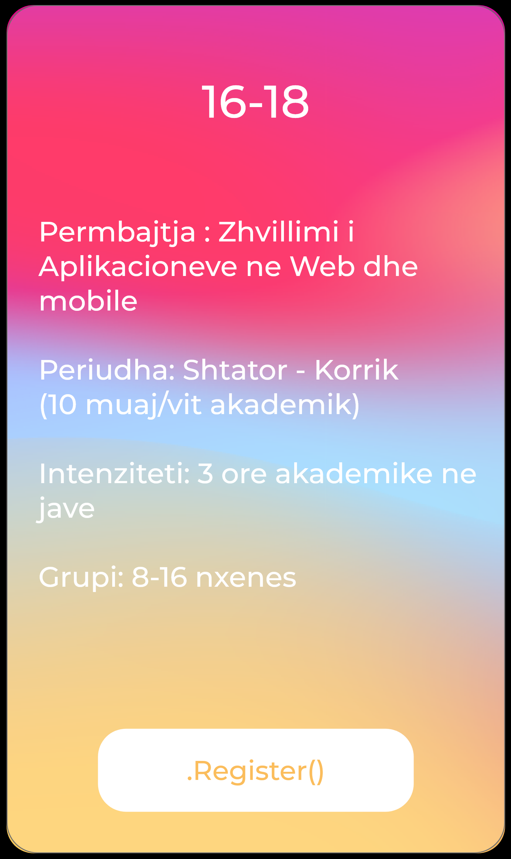 16-18
Permbajtja : Zhvillimi i
Aplikacioneve ne Web dhe
mobile
Periudha: Shtator - Korrik
(10 muaj/vit akademik)
Intenziteti: 3 ore akademike ne
jave
Grupi: 8-16 nxenes
.Register()